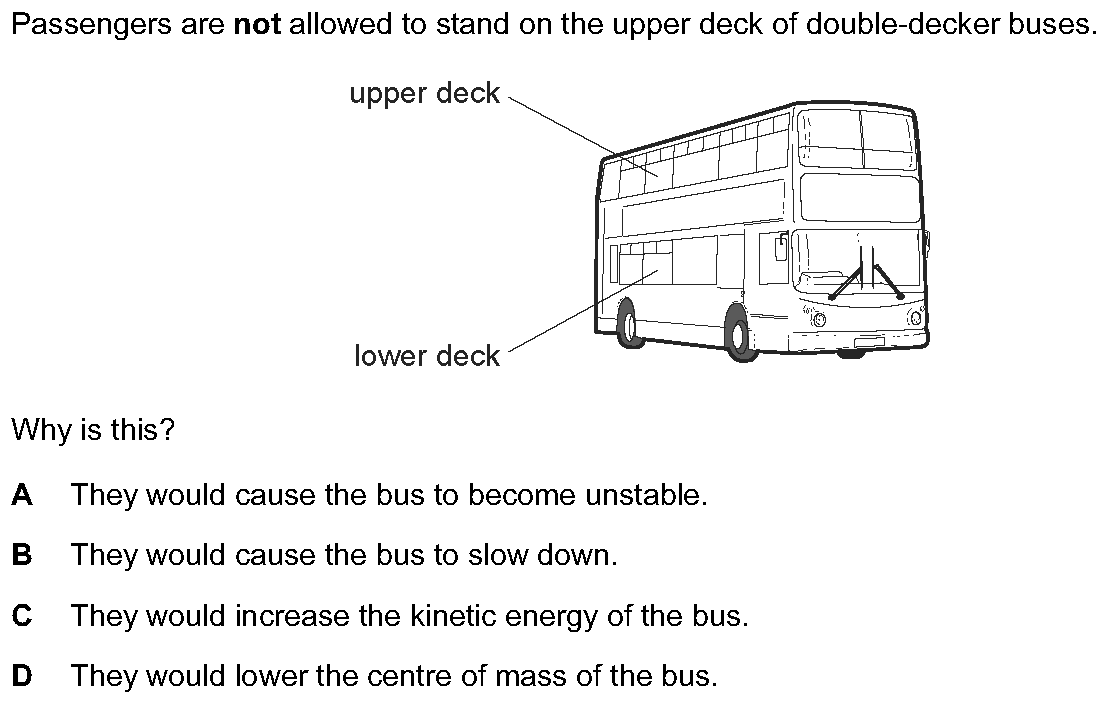 Passengers are not allowed to stand on the upper deck of double-decker buses.
upper deck
lower deck
Why is this?
A They would cause the bus to become unstable.
B They would cause the bus to slow down.
C They would increase the kinetic energy of the bus.
D They would lower the centre of mass of the bus.